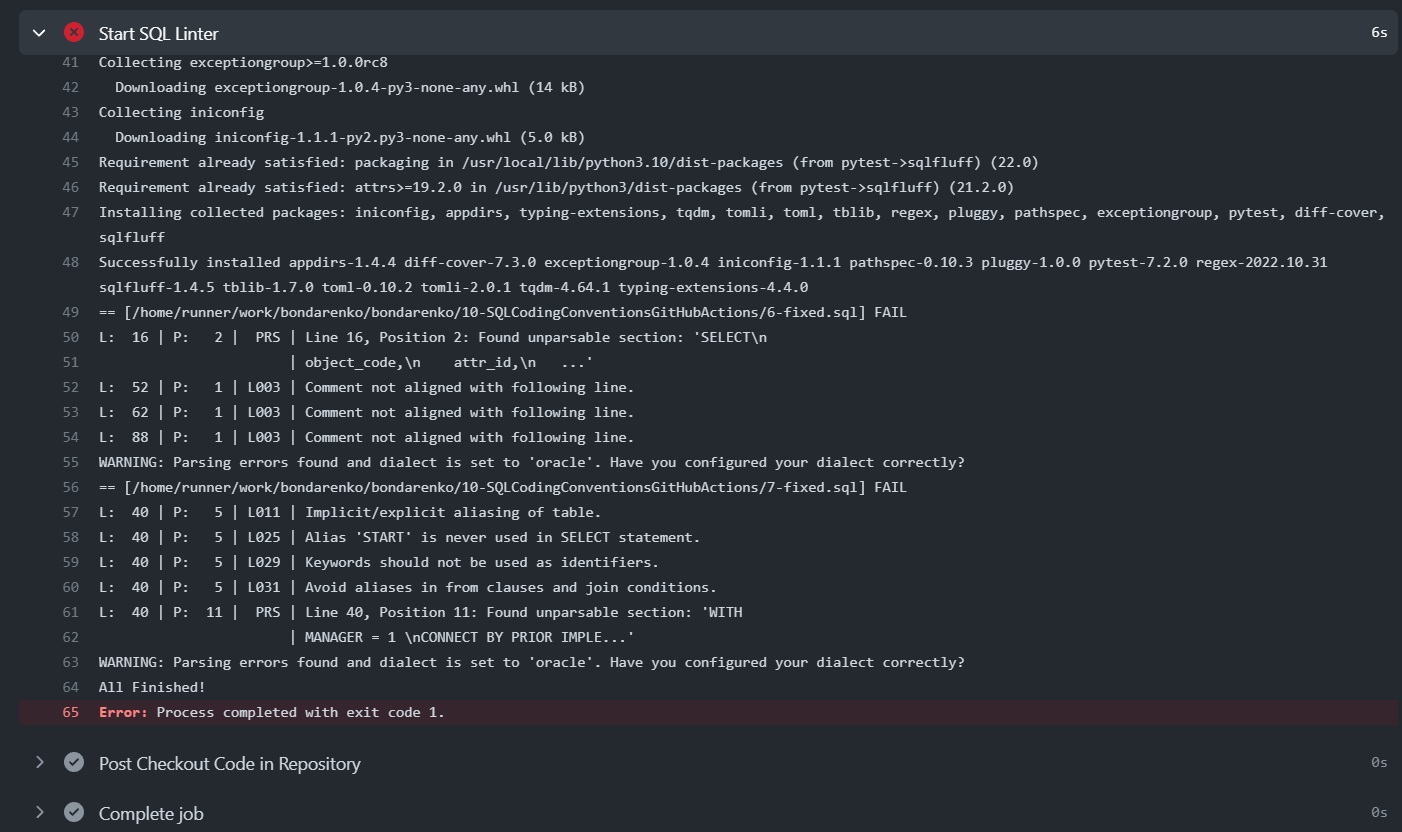 Start SQL Linter 6s
41 Collecting exceptiongroup>=1.0.0rc8
42 Downloading exceptiongroup-1.0.4-py3-none-any.whl (14 kB)
43 Collecting iniconfig
44 Downloading iniconfig-1.1.1-py2.py3-none-any.whl (5.0 kB)
45 Requirement already satisfied: packaging in /usr/local/lib/python3.10/dist-packages (from pytest->sqlfluff) (22.0)
46 Requirement already satisfied: attrs>=19.2.0 in /usr/lib/python3/dist-packages (from pytest->sqlfluff) (21.2.0)
47 Installing collected packages: iniconfig, appdirs, typing-extensions, tqdm, tomli, toml, tblib, regex, pluggy, pathspec, exceptiongroup, pytest, diff-cover,
sqlfluff
48 Successfully installed appdirs-1.4.4 diff-cover-7.3.0 exceptiongroup-1.0.4 iniconfig-1.1.1 pathspec-0.10.3 pluggy-1.0.0 pytest-7.2.0 regex-2022.10.31
sqlfluff-1.4.5 tblib-1.7.0 toml-0.10.2 tomli-2.0.1 tqdm-4.64.1 typing-extensions-4.4.0
49 == [/home/runner/work/bondarenko/bondarenko/10-SQLCodingConventionsGitHubActions/6-fixed.sql] FAIL
50 L:  16 | P:   2 |  PRS | Line 16, Position 2: Found unparsable section: 'SELECT\n
51                        | object_code,\n    attr_id,\n   ...'
52 L:  52 | P:   1 | L003 | Comment not aligned with following line.
53 L:  62 | P:   1 | L003 | Comment not aligned with following line.
54 L:  88 | P:   1 | L003 | Comment not aligned with following line.
55 WARNING: Parsing errors found and dialect is set to 'oracle'. Have you configured your dialect correctly?
56 == [/home/runner/work/bondarenko/bondarenko/10-SQLCodingConventionsGitHubActions/7-fixed.sql] FAIL
57 L:  40 | P:   5 | L011 | Implicit/explicit aliasing of table.
58 L:  40 | P:   5 | L025 | Alias 'START' is never used in SELECT statement.
59 L:  40 | P:   5 | L029 | Keywords should not be used as identifiers.
60 L:  40 | P:   5 | L031 | Avoid aliases in from clauses and join conditions.
61 L:  40 | P:  11 |  PRS | Line 40, Position 11: Found unparsable section: 'WITH
62                        | MANAGER = 1 \nCONNECT BY PRIOR IMPLE...'
63 WARNING: Parsing errors found and dialect is set to 'oracle'. Have you configured your dialect correctly?
64 All Finished!
65 Error: Process completed with exit code 1.
Post Checkout Code in Repository 0s
Complete job 0s